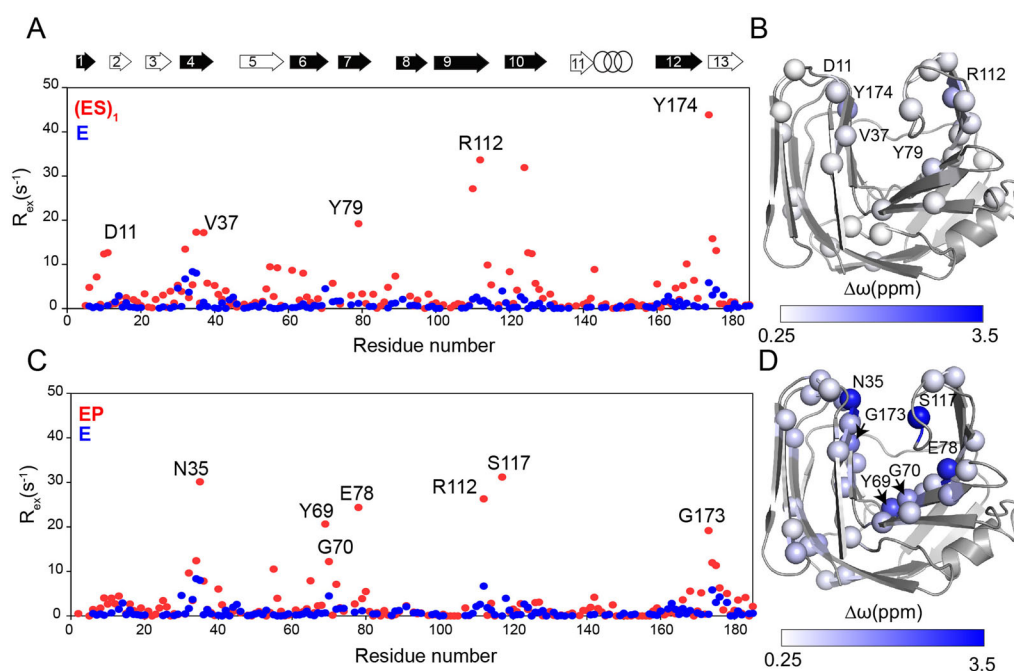 A
1 2 3 4 5 6 7 8 9 10 11 12 13
50
40
30
20
10
0
R_ex(s⁻¹)
(ES)₁
E
D11
V37
Y79
R112
Y174
0 20 40 60 80 100 120 140 160 180
Residue number
B
D11
Y174
R112
V37
Y79
Δω(ppm)
0.25 3.5
C
50
40
30
20
10
0
R_ex(s⁻¹)
EP
E
N35
Y69
G70
E78
R112
S117
G173
0 20 40 60 80 100 120 140 160 180
Residue number
D
N35
S117
G173
E78
G70
Y69
Δω(ppm)
0.25 3.5